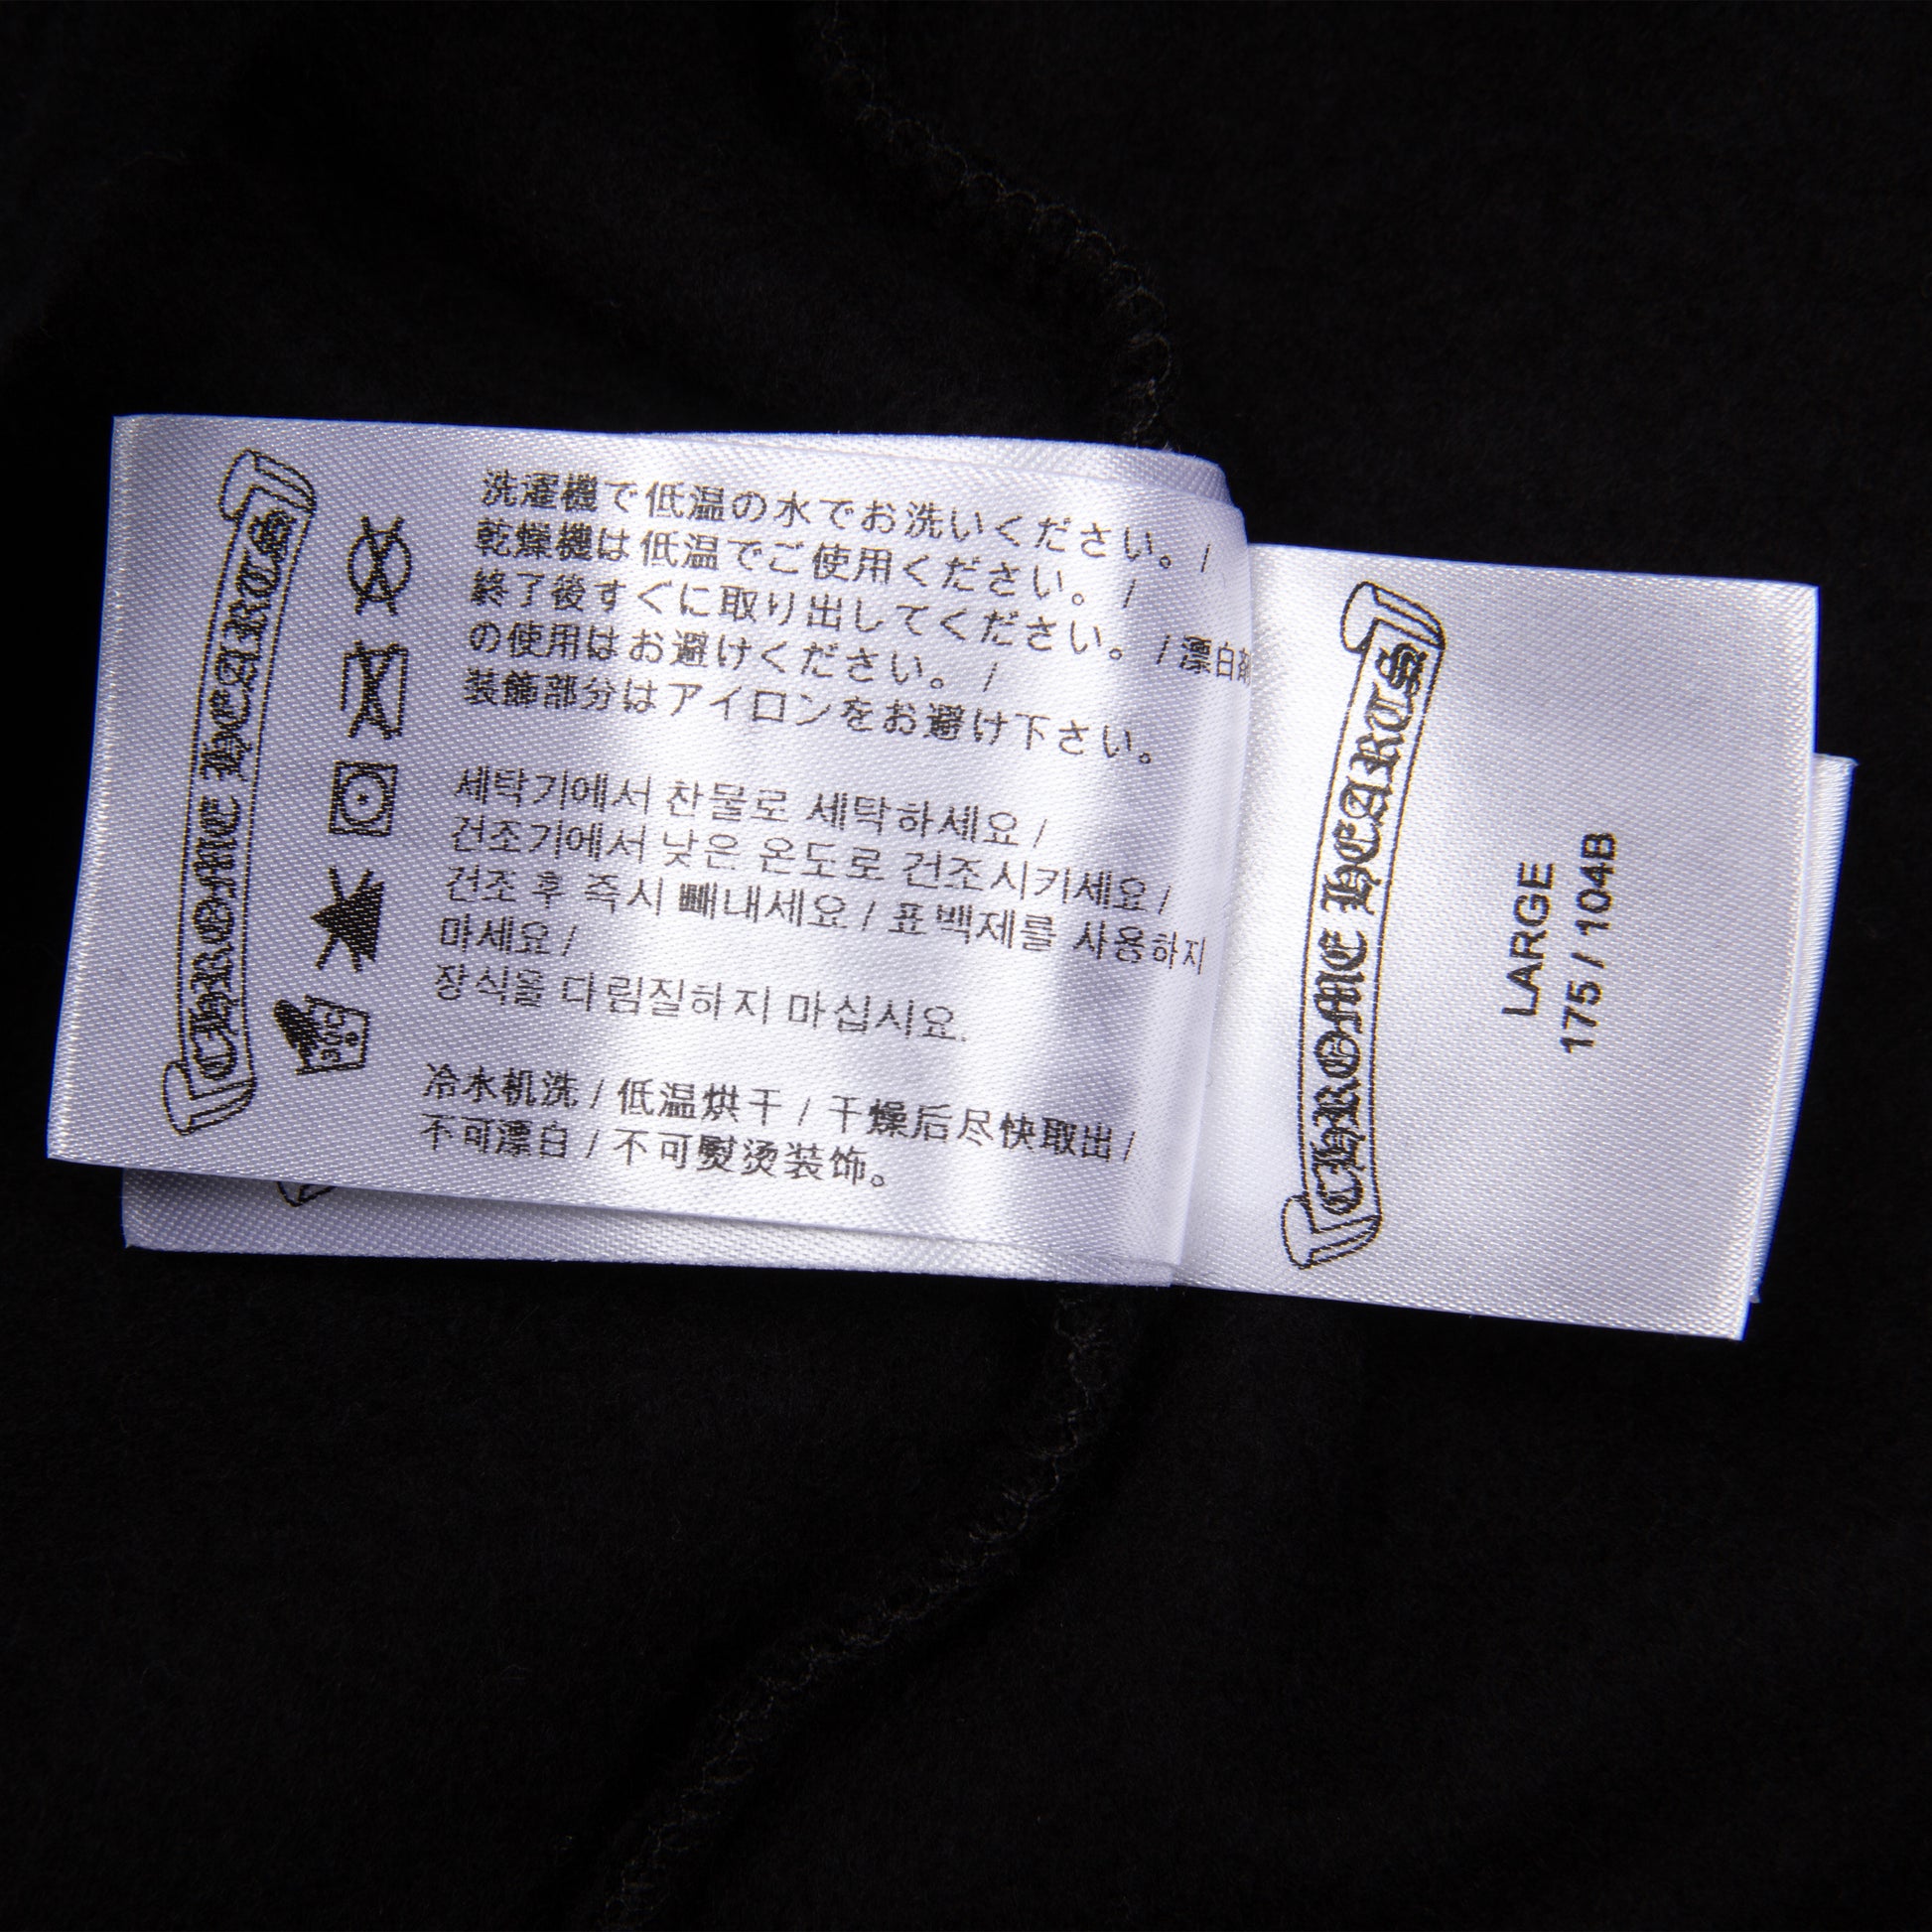 CHROME HEARTS
洗濯機で低温の水でお洗いください。 /
乾燥機は低温でご使用ください。 /
終了後すぐに取り出してください。 / 漂白剤
の使用はお避けください。 /
装飾部分はアイロンをお避け下さい。
세탁기에서 찬물로 세탁하세요 /
건조기에서 낮은 온도로 건조시키세요 /
건조 후 즉시 빼내세요 / 표백제를 사용하지
마세요 /
장식을 다림질하지 마십시요.
冷水机洗 / 低温烘干 / 干燥后尽快取出 /
不可漂白 / 不可熨烫装饰。
CHROME HEARTS
LARGE
175 / 104B